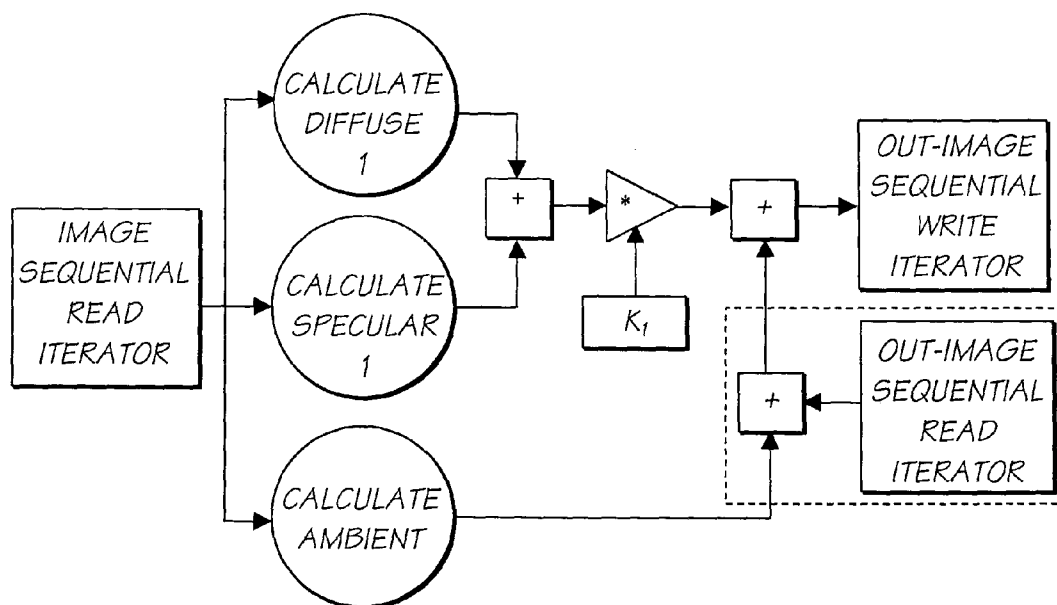 IMAGE
SEQUENTIAL
READ
ITERATOR
CALCULATE
DIFFUSE
1
CALCULATE
SPECULAR
1
CALCULATE
AMBIENT
+
*
K₁
+
OUT-IMAGE
SEQUENTIAL
WRITE
ITERATOR
+
OUT-IMAGE
SEQUENTIAL
READ
ITERATOR